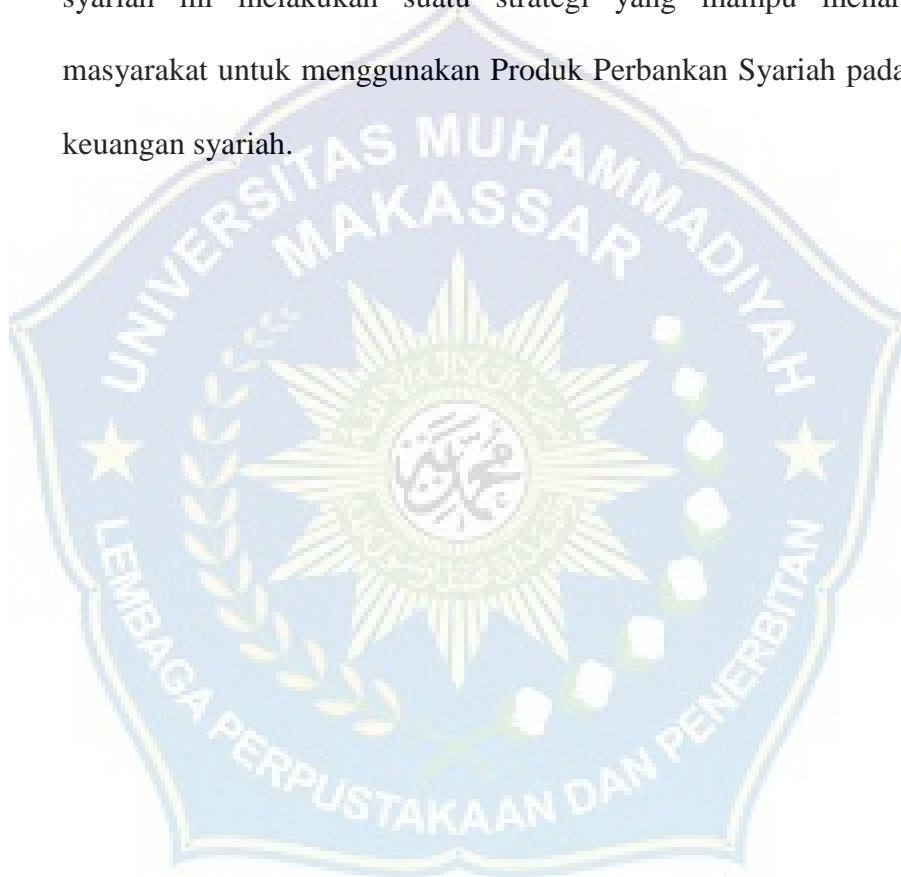 syariah ini melakukan suatu strategi yang mampu menar
masyarakat untuk menggunakan Produk Perbankan Syariah pada
keuangan syariah.
UNIVERSITAS MUHAMMADIYAH
MAKASSAR
LEMBAGA PERPUSTAKAAN DAN PENERBITAN